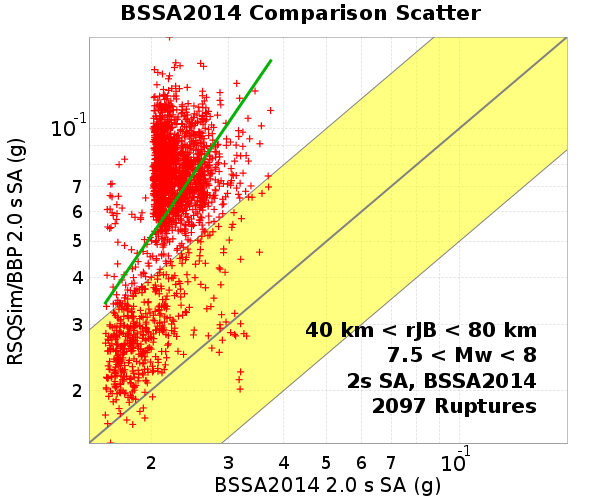 BSSA2014 Comparison Scatter
RSQSim/BBP 2.0 s SA (g)
10-1
7
6
5
4
3
2
40 km < rJB < 80 km
7.5 < Mw < 8
2s SA, BSSA2014
2097 Ruptures
2 3 4 5 6 7 10-1
BSSA2014 2.0 s SA (g)